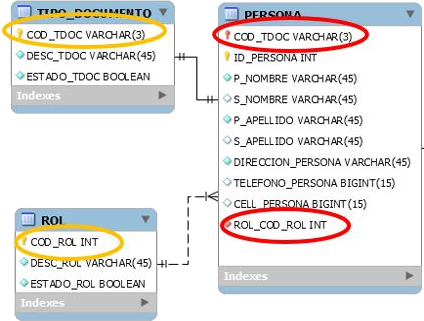 TIPO_DOCUMENTO
COD_TDOC VARCHAR(3)
DESC_TDOC VARCHAR(45)
ESTADO_TDOC BOOLEAN
Indexes
PERSONA
COD_TDOC VARCHAR(3)
ID_PERSONA INT
P_NOMBRE VARCHAR(45)
S_NOMBRE VARCHAR(45)
P_APELLIDO VARCHAR(45)
S_APELLIDO VARCHAR(45)
DIRECCION_PERSONA VARCHAR(45)
TELEFONO_PERSONA BIGINT(15)
CELL_PERSONA BIGINT(15)
ROL_COD_ROL INT
Indexes
ROL
COD_ROL INT
DESC_ROL VARCHAR(45)
ESTADO_ROL BOOLEAN
Indexes